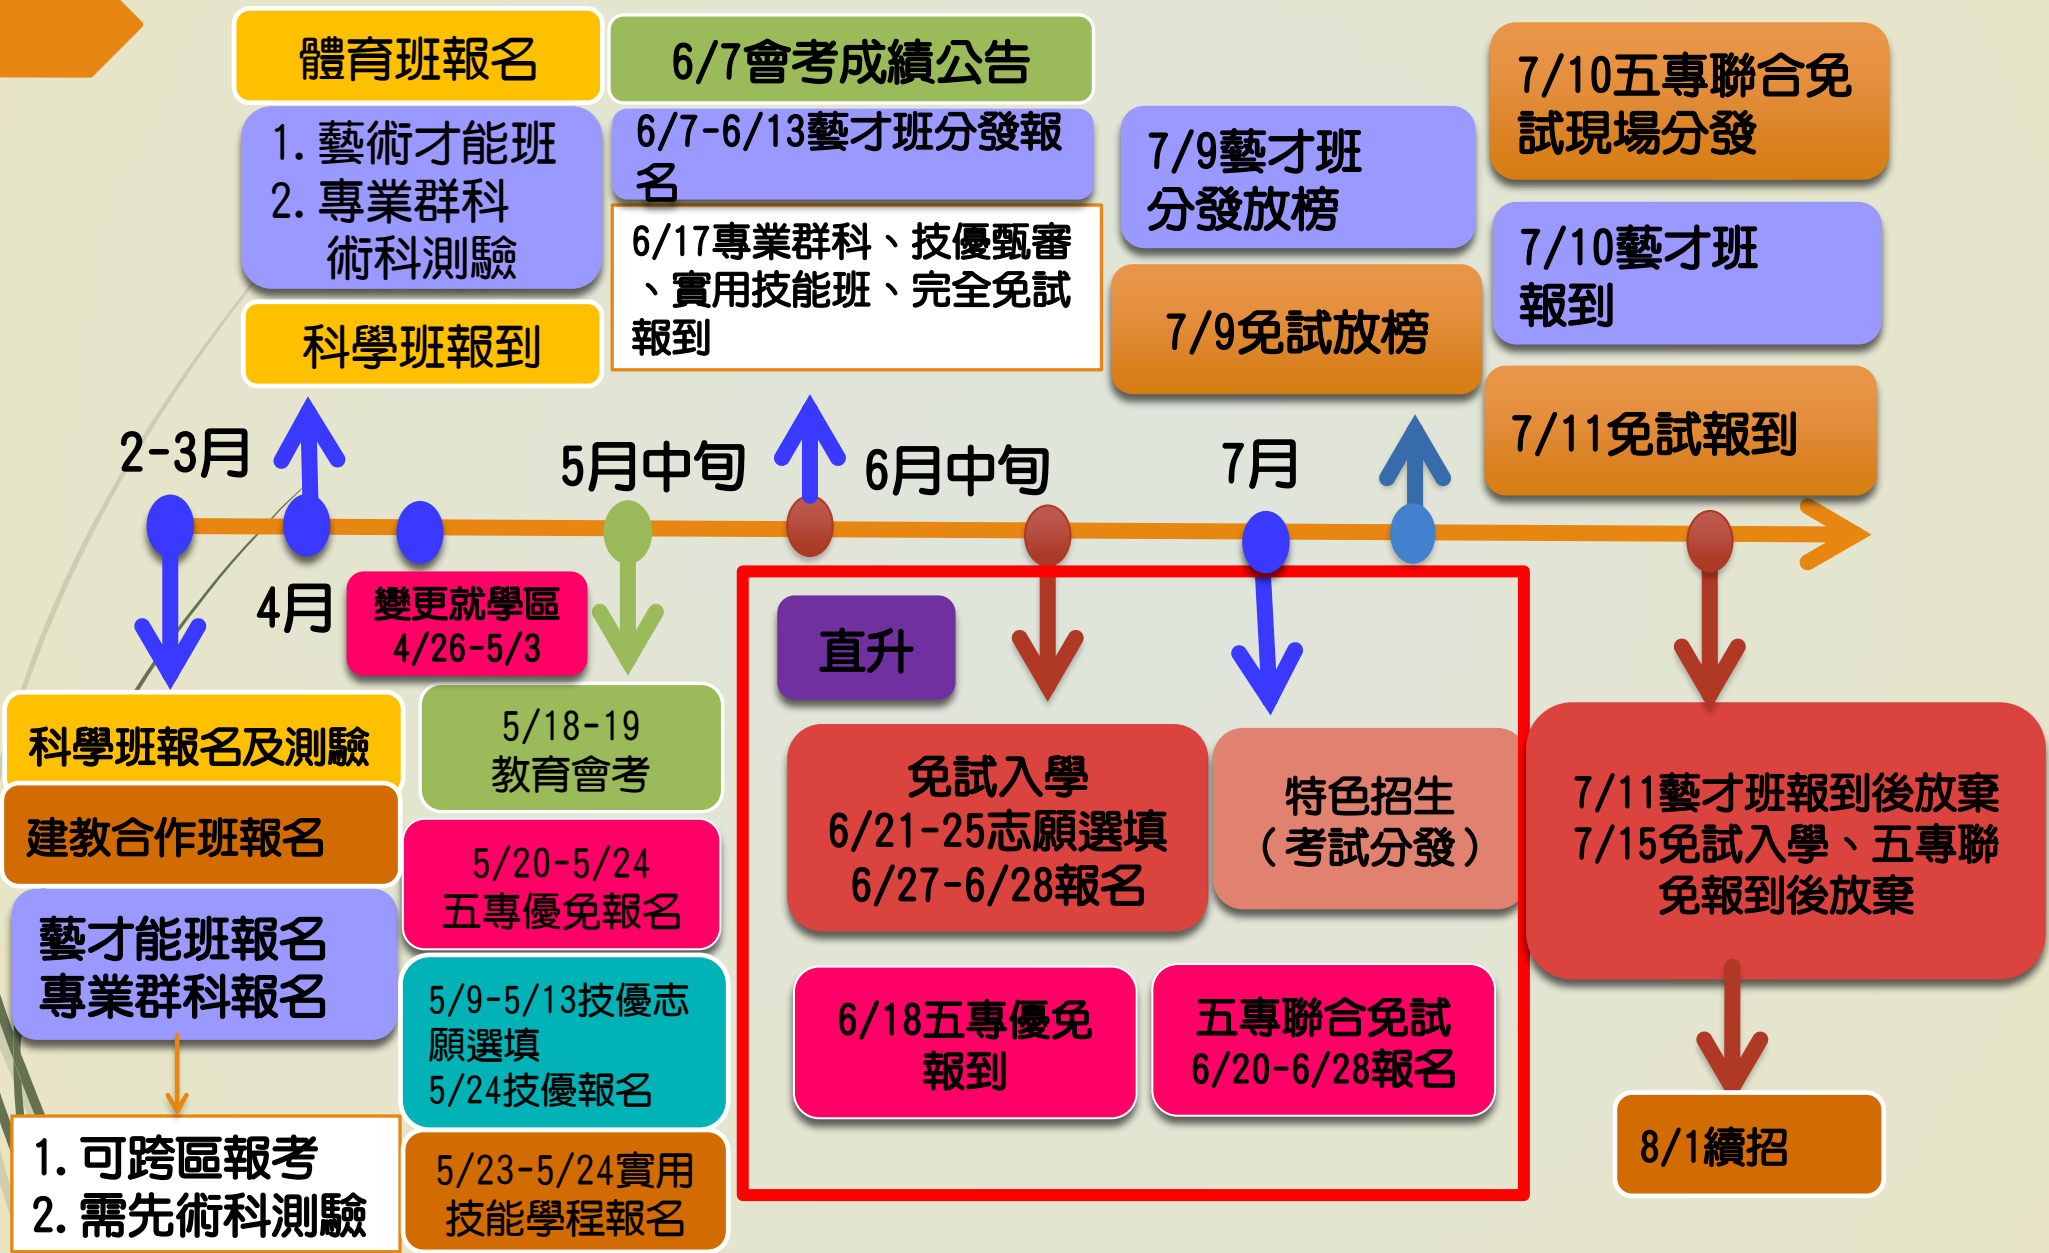 體育班報名
1. 藝術才能班
2. 專業群科
術科測驗
科學班報到
6/7會考成績公告
6/7-6/13藝才班分發報
名
6/17專業群科、技優甄審
、實用技能班、完全免試
報到
7/9藝才班
分發放榜
7/9免試放榜
7/10五專聯合免
試現場分發
7/10藝才班
報到
7/11免試報到
2-3月
5月中旬
6月中旬
7月
4月
變更就學區
4/26-5/3
科學班報名及測驗
建教合作班報名
藝才能班報名
專業群科報名
1. 可跨區報考
2. 需先術科測驗
5/18-19
教育會考
5/20-5/24
五專優免報名
5/9-5/13技優志
願選填
5/24技優報名
5/23-5/24實用
技能學程報名
直升
免試入學
6/21-25志願選填
6/27-6/28報名
特色招生
（考試分發）
6/18五專優免
報到
五專聯合免試
6/20-6/28報名
7/11藝才班報到後放棄
7/15免試入學、五專聯
免報到後放棄
8/1續招